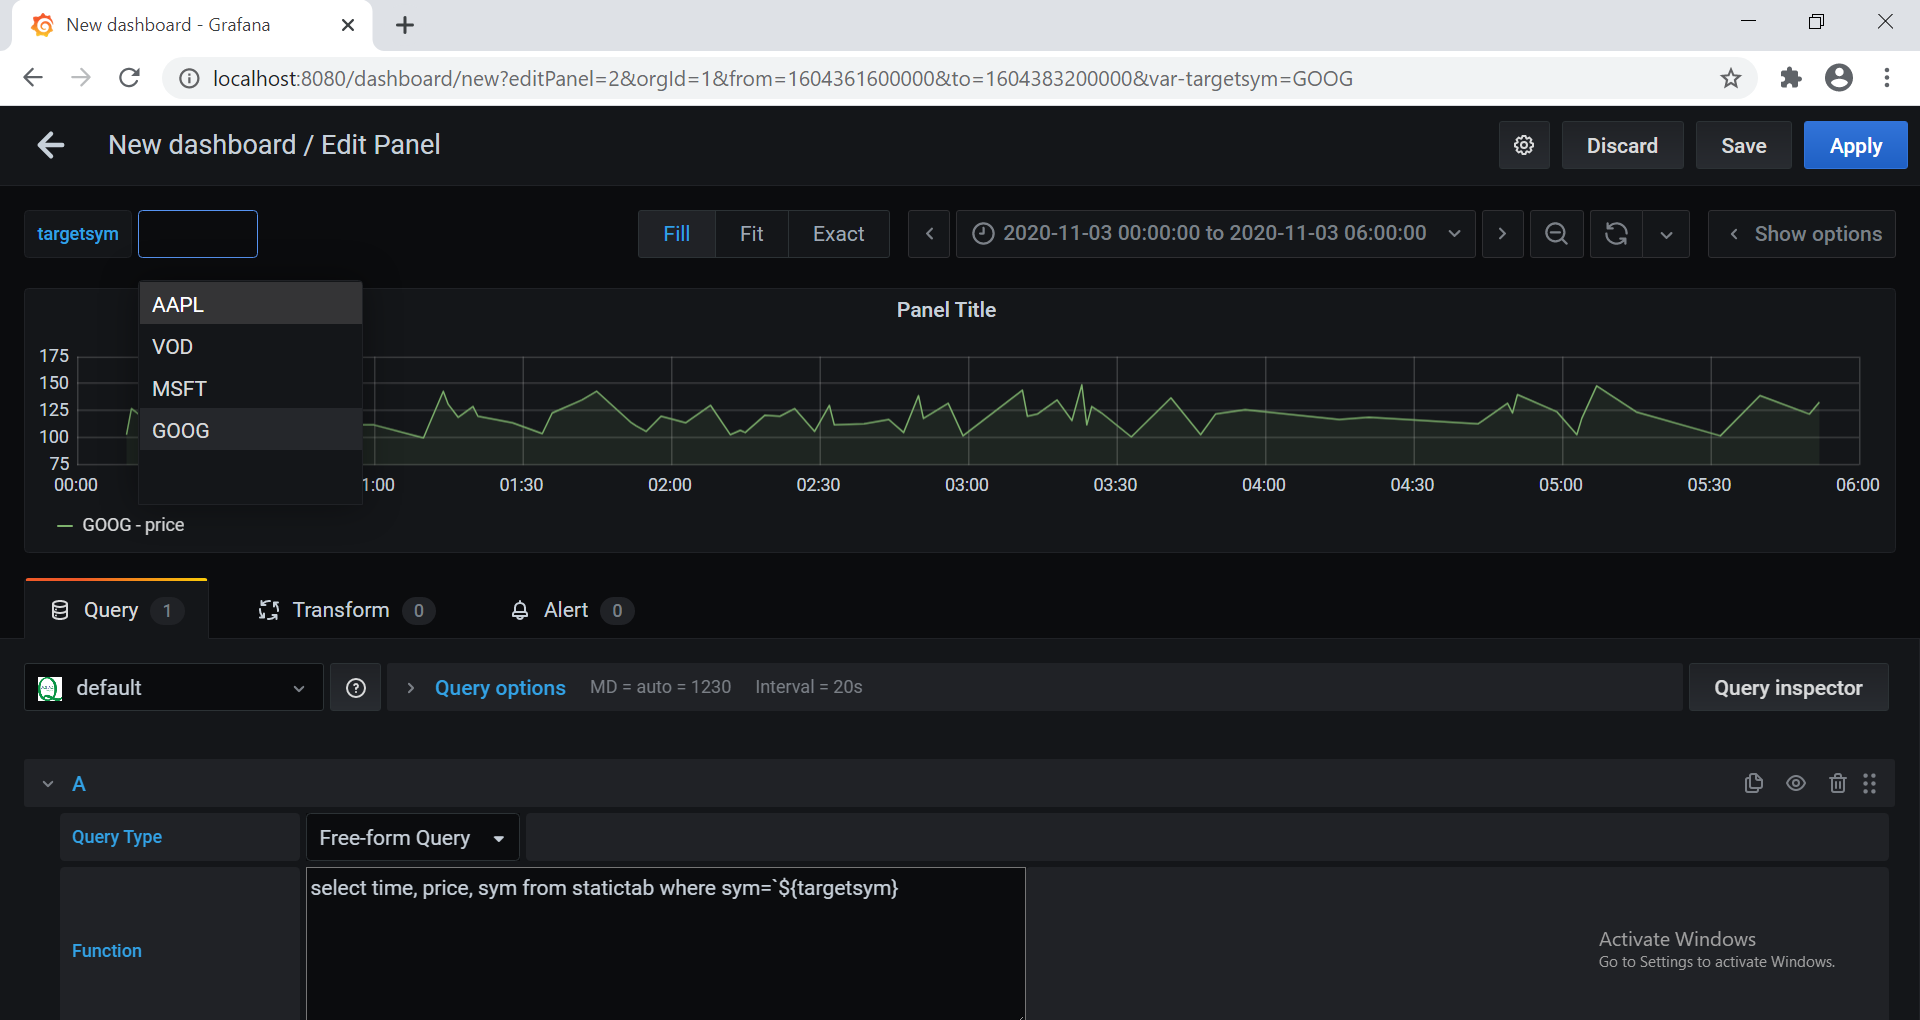 New dashboard - Grafana
localhost:8080/dashboard/new?editPanel=2&orgId=1&from=1604361600000&to=1604383200000&var-targetsym=GOOG
New dashboard / Edit Panel
Discard
Save
Apply
targetsym
Fill
Fit
Exact
2020-11-03 00:00:00 to 2020-11-03 06:00:00
Show options
AAPL
VOD
MSFT
GOOG
Panel Title
175
150
125
100
75
00:00
1:00
01:30
02:00
02:30
03:00
03:30
04:00
04:30
05:00
05:30
06:00
GOOG - price
Query 1
Transform 0
Alert 0
default
Query options
MD = auto = 1230
Interval = 20s
Query inspector
A
Query Type
Free-form Query
Function
select time, price, sym from statictab where sym=`${targetsym}
Activate Windows
Go to Settings to activate Windows.